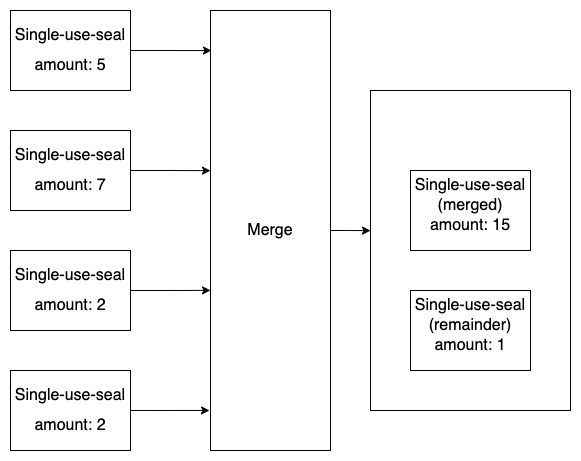 Single-use-seal
amount: 5
Single-use-seal
amount: 7
Single-use-seal
amount: 2
Single-use-seal
amount: 2
Merge
Single-use-seal
(merged)
amount: 15
Single-use-seal
(remainder)
amount: 1